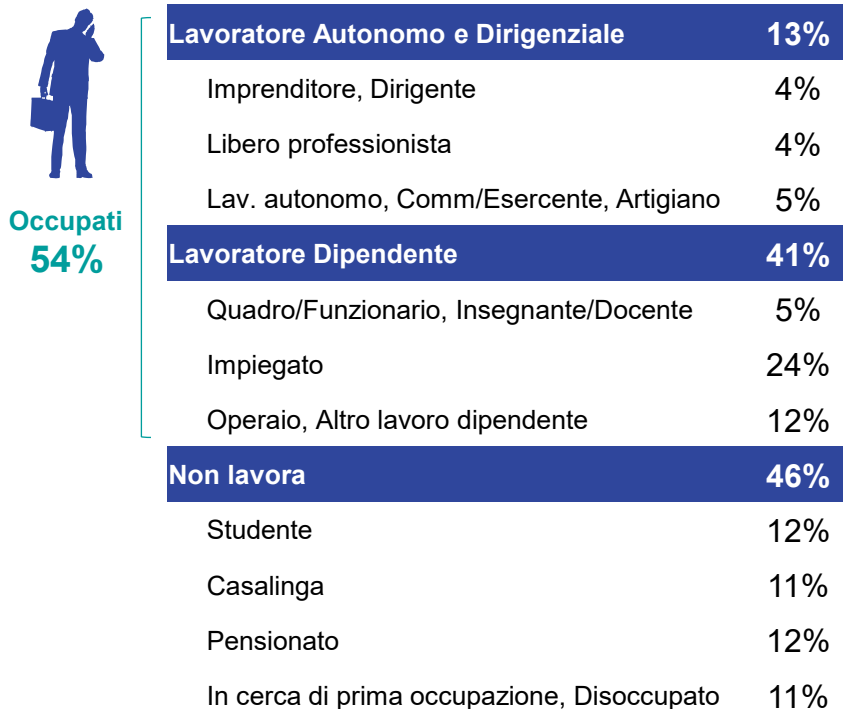 Occupati
54%
Lavoratore Autonomo e Dirigenziale 13%
Imprenditore, Dirigente 4%
Libero professionista 4%
Lav. autonomo, Comm/Esercente, Artigiano 5%
Lavoratore Dipendente 41%
Quadro/Funzionario, Insegnante/Docente 5%
Impiegato 24%
Operaio, Altro lavoro dipendente 12%
Non lavora 46%
Studente 12%
Casalinga 11%
Pensionato 12%
In cerca di prima occupazione, Disoccupato 11%